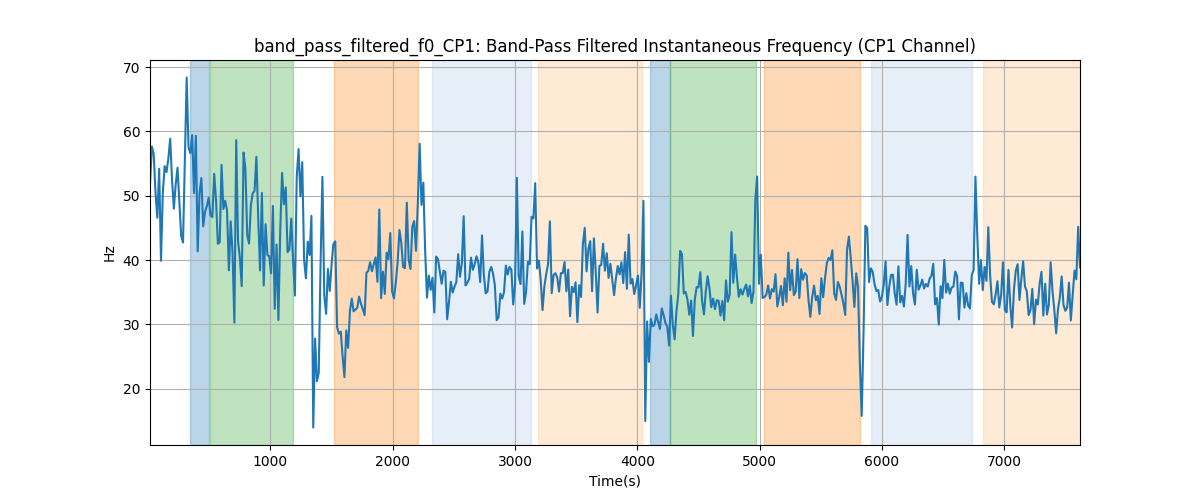 band_pass_filtered_f0_CP1: Band-Pass Filtered Instantaneous Frequency (CP1 Channel)
70
60
50
40
30
20
Hz
1000 2000 3000 4000 5000 6000 7000
Time(s)